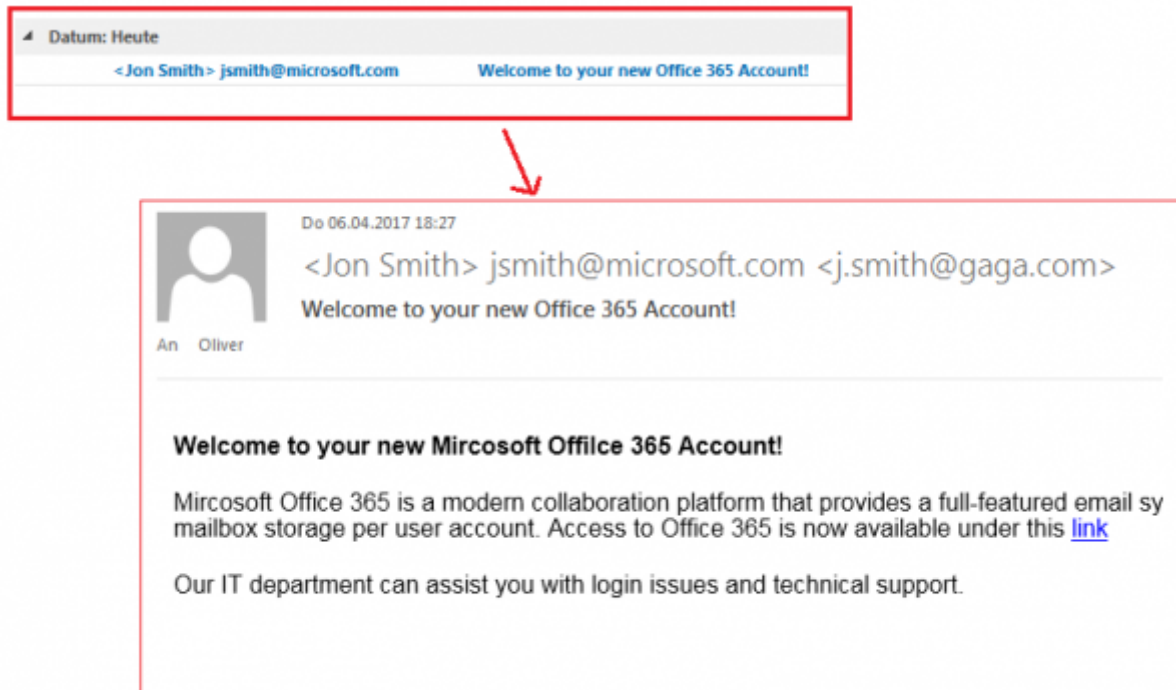 Datum: Heute
<Jon Smith> jsmith@microsoft.com Welcome to your new Office 365 Account!
Do 06.04.2017 18:27
<Jon Smith> jsmith@microsoft.com <j.smith@gaga.com>
Welcome to your new Office 365 Account!
An Oliver
Welcome to your new Mircosoft Offilce 365 Account!
Mircosoft Office 365 is a modern collaboration platform that provides a full-featured email sy
mailbox storage per user account. Access to Office 365 is now available under this link
Our IT department can assist you with login issues and technical support.